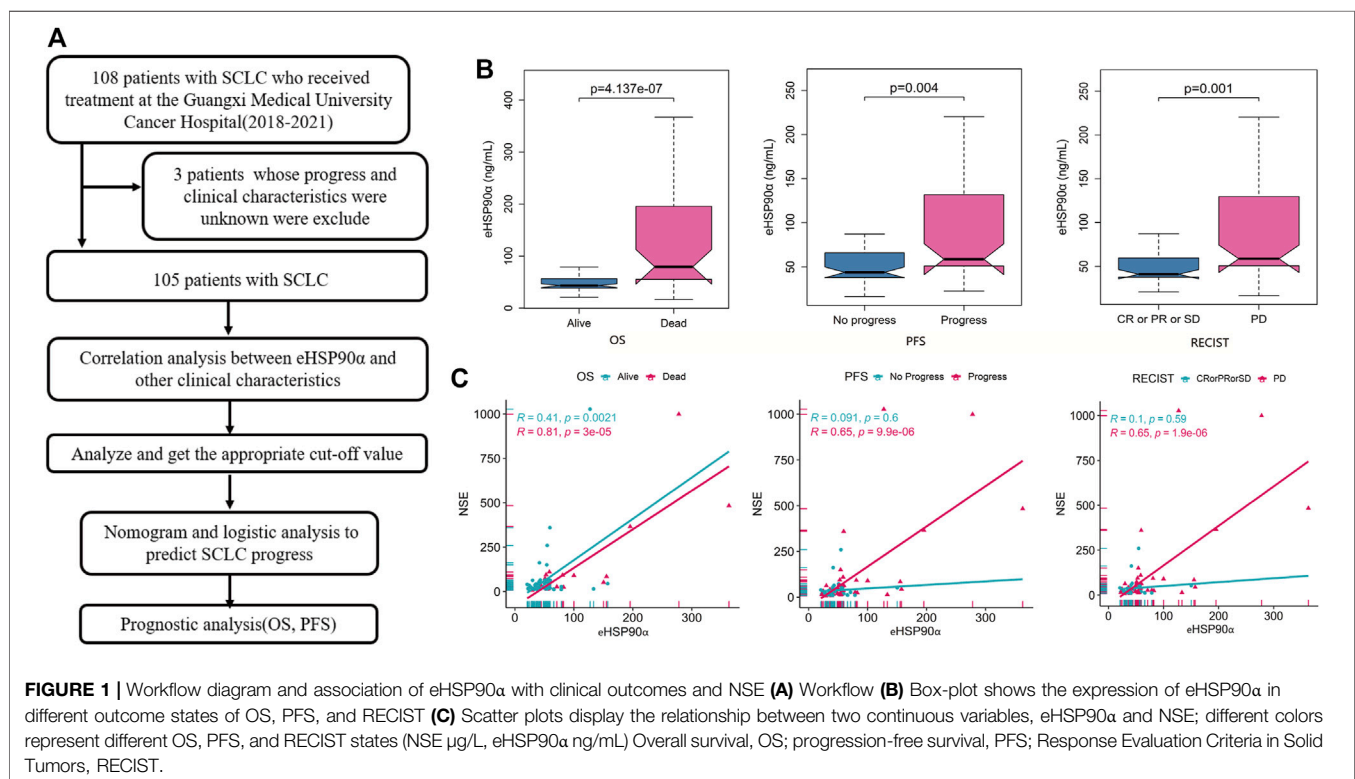 A
108 patients with SCLC who received
treatment at the Guangxi Medical University
Cancer Hospital(2018-2021)
3 patients whose progress and
clinical characteristics were
unknown were exclude
105 patients with SCLC
Correlation analysis between eHSP90α and
other clinical characteristics
Analyze and get the appropriate cut-off value
Nomogram and logistic analysis to
predict SCLC progress
Prognostic analysis(OS, PFS)
B
eHSP90α (ng/mL)
400
300
200
100
0
p=4.137e-07
Alive Dead
OS
eHSP90α (ng/mL)
250
200
150
100
50
p=0.004
No progress Progress
PFS
eHSP90α (ng/mL)
250
200
150
100
50
p=0.001
CR or PR or SD PD
RECIST
C
OS Alive Dead
R = 0.41, p = 0.0021
R = 0.81, p = 3e-05
NSE
1000
750
500
250
0
0 100 200 300
eHSP90α
PFS No Progress Progress
R = 0.091, p = 0.6
R = 0.65, p = 9.9e-06
NSE
1000
750
500
250
0
0 100 200 300
eHSP90α
RECIST CRorPRorSD PD
R = 0.1, p = 0.59
R = 0.65, p = 1.9e-06
NSE
1000
750
500
250
0
0 100 200 300
eHSP90α
FIGURE 1 | Workflow diagram and association of eHSP90α with clinical outcomes and NSE (A) Workflow (B) Box-plot shows the expression of eHSP90α in
different outcome states of OS, PFS, and RECIST (C) Scatter plots display the relationship between two continuous variables, eHSP90α and NSE; different colors
represent different OS, PFS, and RECIST states (NSE μg/L, eHSP90α ng/mL) Overall survival, OS; progression-free survival, PFS; Response Evaluation Criteria in Solid
Tumors, RECIST.